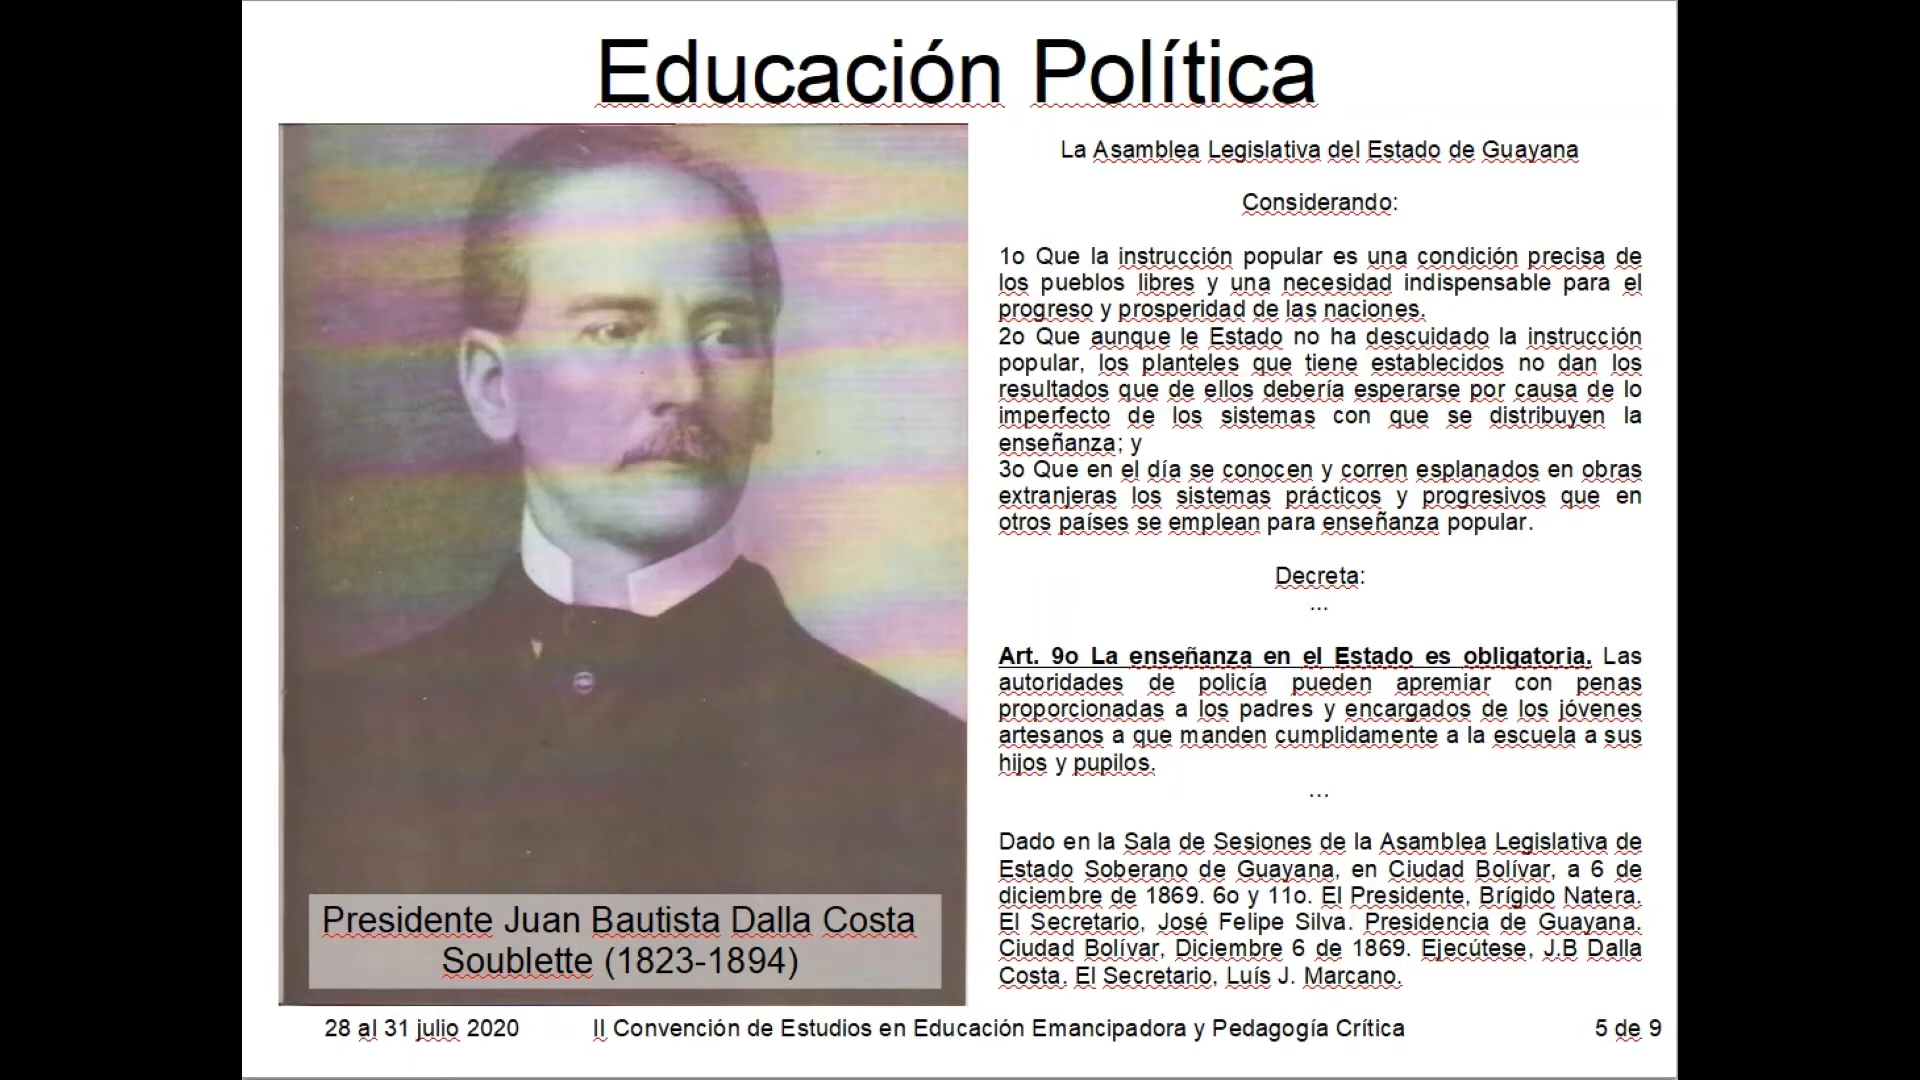 Educación Política
La Asamblea Legislativa del Estado de Guayana
Considerando:
1o Que la instrucción popular es una condición precisa de
los pueblos libres y una necesidad indispensable para el
progreso y prosperidad de las naciones.
2o Que aunque le Estado no ha descuidado la instrucción
popular, los planteles que tiene establecidos no dan los
resultados que de ellos debería esperarse por causa de lo
imperfecto de los sistemas con que se distribuyen la
enseñanza; y
3o Que en el día se conocen y corren esplanados en obras
extranjeras los sistemas prácticos y progresivos que en
otros países se emplean para enseñanza popular.
Decreta:
...
Art. 9o La enseñanza en el Estado es obligatoria. Las
autoridades de policía pueden apremiar con penas
proporcionadas a los padres y encargados de los jóvenes
artesanos a que manden cumplidamente a la escuela a sus
hijos y pupilos.
...
Dado en la Sala de Sesiones de la Asamblea Legislativa de
Estado Soberano de Guayana, en Ciudad Bolívar, a 6 de
diciembre de 1869. 6o y 11o. El Presidente, Brígido Natera.
El Secretario, José Felipe Silva. Presidencia de Guayana.
Ciudad Bolívar, Diciembre 6 de 1869. Ejecútese, J.B Dalla
Costa. El Secretario, Luís J. Marcano.
Presidente Juan Bautista Dalla Costa
Soublette (1823-1894)
28 al 31 julio 2020 II Convención de Estudios en Educación Emancipadora y Pedagogía Crítica 5 de 9